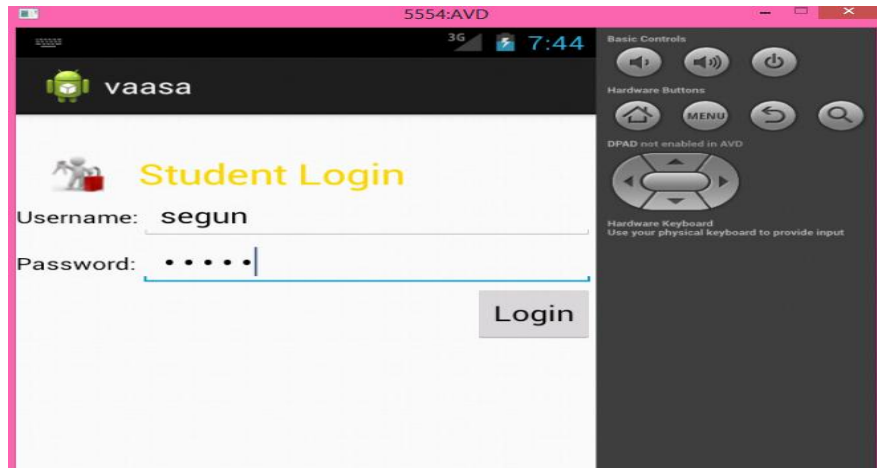 5554:AVD
3G 7:44
vaasa
Student Login
Username: segun
Password: •••••
Login
Basic Controls
Hardware Buttons
MENU
DPAD not enabled in AVD
Hardware Keyboard
Use your physical keyboard to provide input